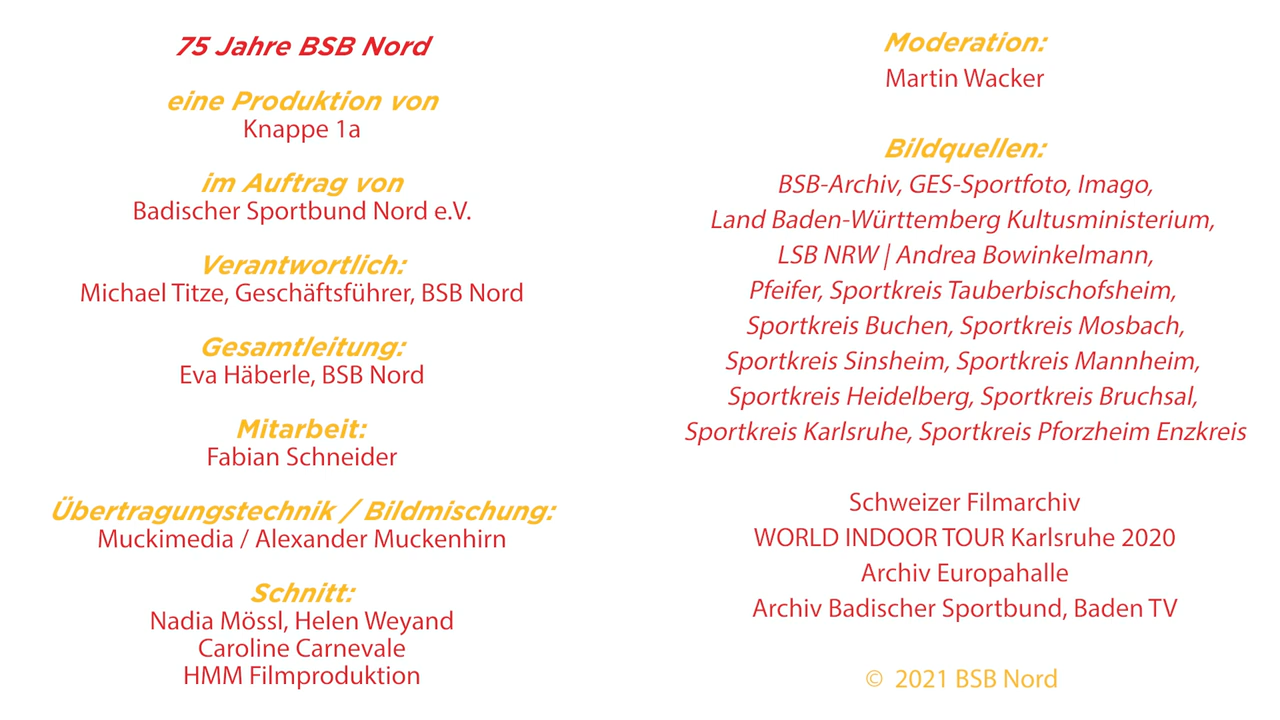 75 Jahre BSB Nord
eine Produktion von
Knappe 1a
im Auftrag von
Badischer Sportbund Nord e.V.
Verantwortlich:
Michael Titze, Geschäftsführer, BSB Nord
Gesamtleitung:
Eva Häberle, BSB Nord
Mitarbeit:
Fabian Schneider
Übertragungstechnik / Bildmischung:
Muckimedia / Alexander Muckenhirn
Schnitt:
Nadia Mössl, Helen Weyand
Caroline Carnevale
HMM Filmproduktion
Moderation:
Martin Wacker
Bildquellen:
BSB-Archiv, GES-Sportfoto, Imago,
Land Baden-Württemberg Kultusministerium,
LSB NRW | Andrea Bowinkelmann,
Pfeifer, Sportkreis Tauberbischofsheim,
Sportkreis Buchen, Sportkreis Mosbach,
Sportkreis Sinsheim, Sportkreis Mannheim,
Sportkreis Heidelberg, Sportkreis Bruchsal,
Sportkreis Karlsruhe, Sportkreis Pforzheim Enzkreis
Schweizer Filmarchiv
WORLD INDOOR TOUR Karlsruhe 2020
Archiv Europahalle
Archiv Badischer Sportbund, Baden TV
© 2021 BSB Nord